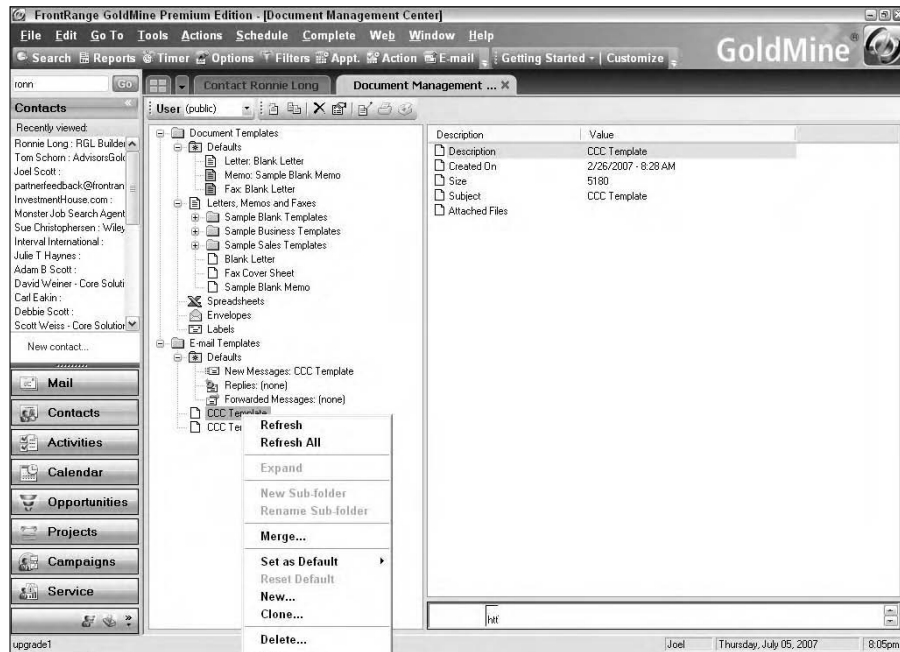 FrontRange GoldMine Premium Edition - [Document Management Center]
File Edit Go To Tools Actions Schedule Complete Web Window Help
Search Reports Timer Options Filters Appt. Action E-mail Getting Started Customize
GoldMine®
ronn GO Contact Ronnie Long Document Management ... X
Contacts
User (public)
Recently viewed:
Ronnie Long : RGL Builder
Tom Schorn : AdvisorsGold
Joel Scott :
partnerfeedback@frontran
InvestmentHouse.com :
Monster Job Search Agent
Sue Christophersen : Wiley
Interval International :
Julie T Haynes :
Adam B Scott :
David Weiner - Core Soluti
Carl Eakin :
Debbie Scott :
Scott Weiss - Core Solution
New contact...
Mail
Contacts
Activities
Calendar
Opportunities
Projects
Campaigns
Service
Document Templates
Defaults
Letter: Blank Letter
Memo: Sample Blank Memo
Fax: Blank Letter
Letters, Memos and Faxes
Sample Blank Templates
Sample Business Templates
Sample Sales Templates
Blank Letter
Fax Cover Sheet
Sample Blank Memo
Spreadsheets
Envelopes
Labels
E-mail Templates
Defaults
New Messages: CCC Template
Replies: (none)
Forwarded Messages: (none)
CCC Template
CCC Te
Refresh
Refresh All
Expand
New Sub-folder
Rename Sub-folder
Merge...
Set as Default
Reset Default
New...
Clone...
Delete...
Description Value
Description CCC Template
Created On 2/26/2007 - 8:28 AM
Size 5180
Subject CCC Template
Attached Files
htt
upgrade1 Joel Thursday, July 05, 2007 8:05pm